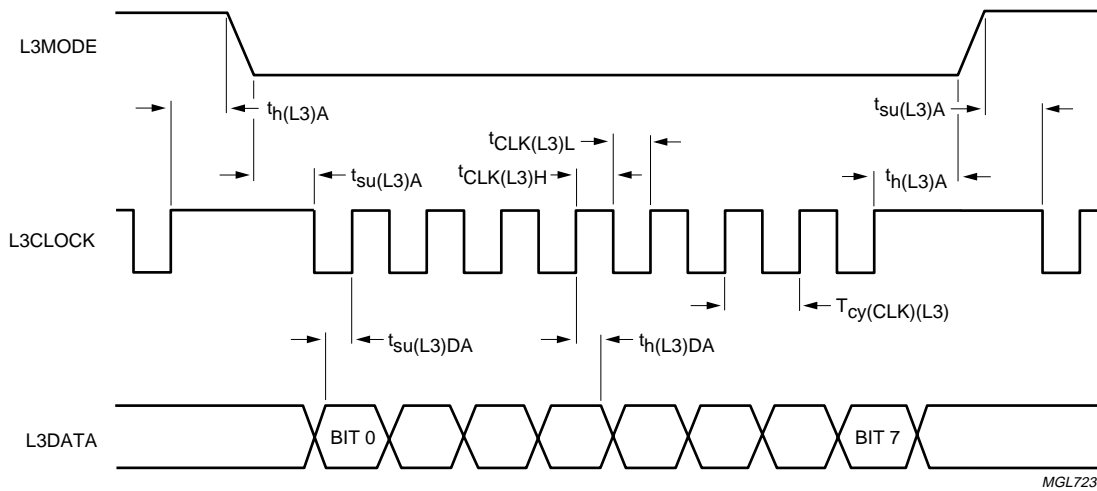 L3MODE
th(L3)A
tsu(L3)A
tCLK(L3)L
tCLK(L3)H
tsu(L3)A
th(L3)A
L3CLOCK
Tcy(CLK)(L3)
tsu(L3)DA
th(L3)DA
L3DATA
BIT 0
BIT 7
MGL723